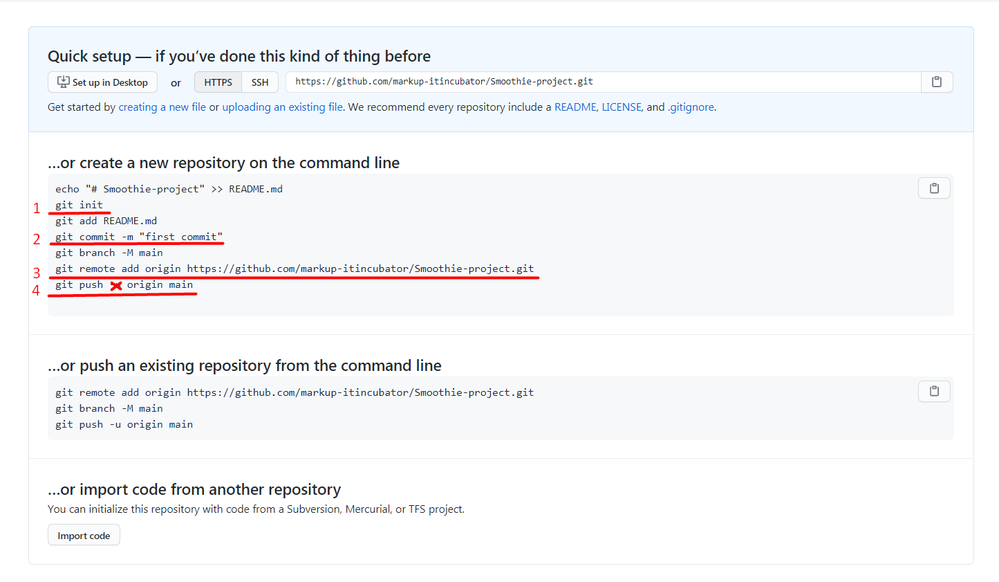 Quick setup — if you've done this kind of thing before
Set up in Desktop or HTTPS SSH https://github.com/markup-itincubator/Smoothie-project.git
Get started by creating a new file or uploading an existing file. We recommend every repository include a README, LICENSE, and .gitignore.
...or create a new repository on the command line
echo "# Smoothie-project" >> README.md
1 git init
git add README.md
2 git commit -m "first commit"
git branch -M main
3 git remote add origin https://github.com/markup-itincubator/Smoothie-project.git
4 git push origin main
...or push an existing repository from the command line
git remote add origin https://github.com/markup-itincubator/Smoothie-project.git
git branch -M main
git push -u origin main
...or import code from another repository
You can initialize this repository with code from a Subversion, Mercurial, or TFS project.
Import code